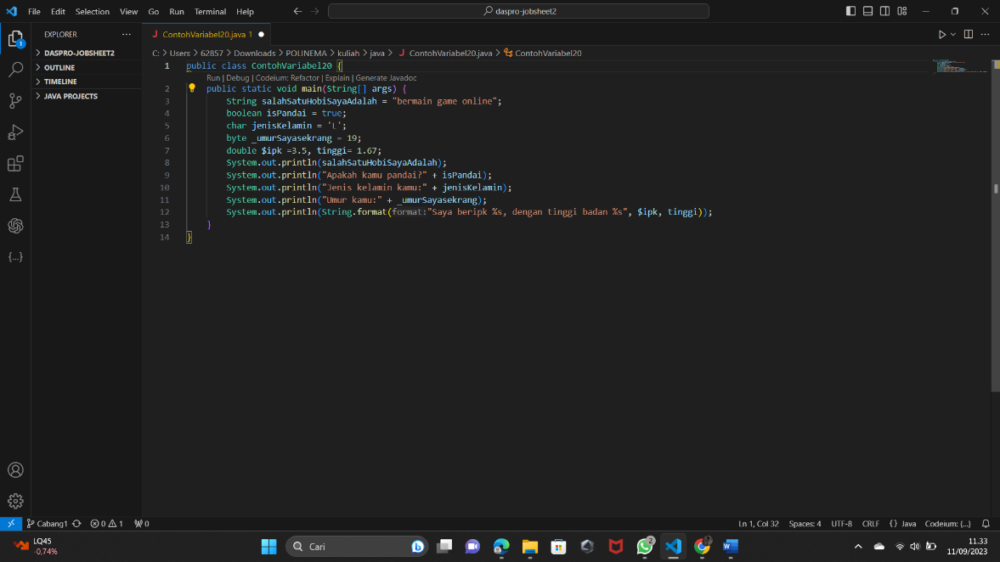 File Edit Selection View Go Run Terminal Help
daspro-jobsheet2
EXPLORER
ContohVariabel20.java 1
DASPRO-JOBSHEET2
OUTLINE
TIMELINE
JAVA PROJECTS
1
C: > Users > 62857 > Downloads > POLINEMA > kuliah > java > J ContohVariabel20.java > ContohVariabel20
1 public class ContohVariabel20 {
Run | Debug | Codeium: Refactor | Explain | Generate Javadoc
2 public static void main(String[] args) {
3 String salahSatuHobiSayaAdalah = "bermain game online";
4 boolean isPandai = true;
5 char jenisKelamin = 'L';
6 byte _umurSayasekrang = 19;
7 double $ipk =3.5, tinggi= 1.67;
8 System.out.println(salahSatuHobiSayaAdalah);
9 System.out.println("Apakah kamu pandai?" + isPandai);
10 System.out.println("Jenis kelamin kamu:" + jenisKelamin);
11 System.out.println("Umur kamu:" + _umurSayasekrang);
12 System.out.println(String.format(format:"Saya beripk %s, dengan tinggi badan %s", $ipk, tinggi));
13 }
14 }
Cabang1 0 1 0
Ln 1, Col 32 Spaces: 4 UTF-8 CRLF {} Java Codeium: {...}
LQ45
-0,74%
Cari
2
11.33
11/09/2023